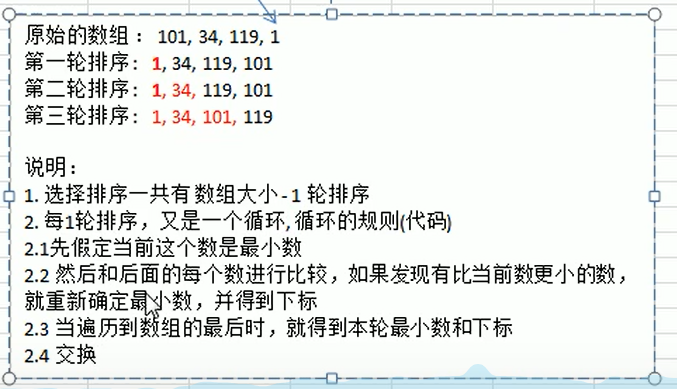 原始的数组： 101, 34, 119, 1
第一轮排序： 1, 34, 119, 101
第二轮排序： 1, 34, 119, 101
第三轮排序： 1, 34, 101, 119
说明：
1. 选择排序一共有 数组大小 - 1 轮排序
2. 每1轮排序，又是一个循环, 循环的规则(代码)
2.1先假定当前这个数是最小数
2.2 然后和后面的每个数进行比较，如果发现有比当前数更小的数，
就重新确定最小数，并得到下标
2.3 当遍历到数组的最后时，就得到本轮最小数和下标
2.4 交换